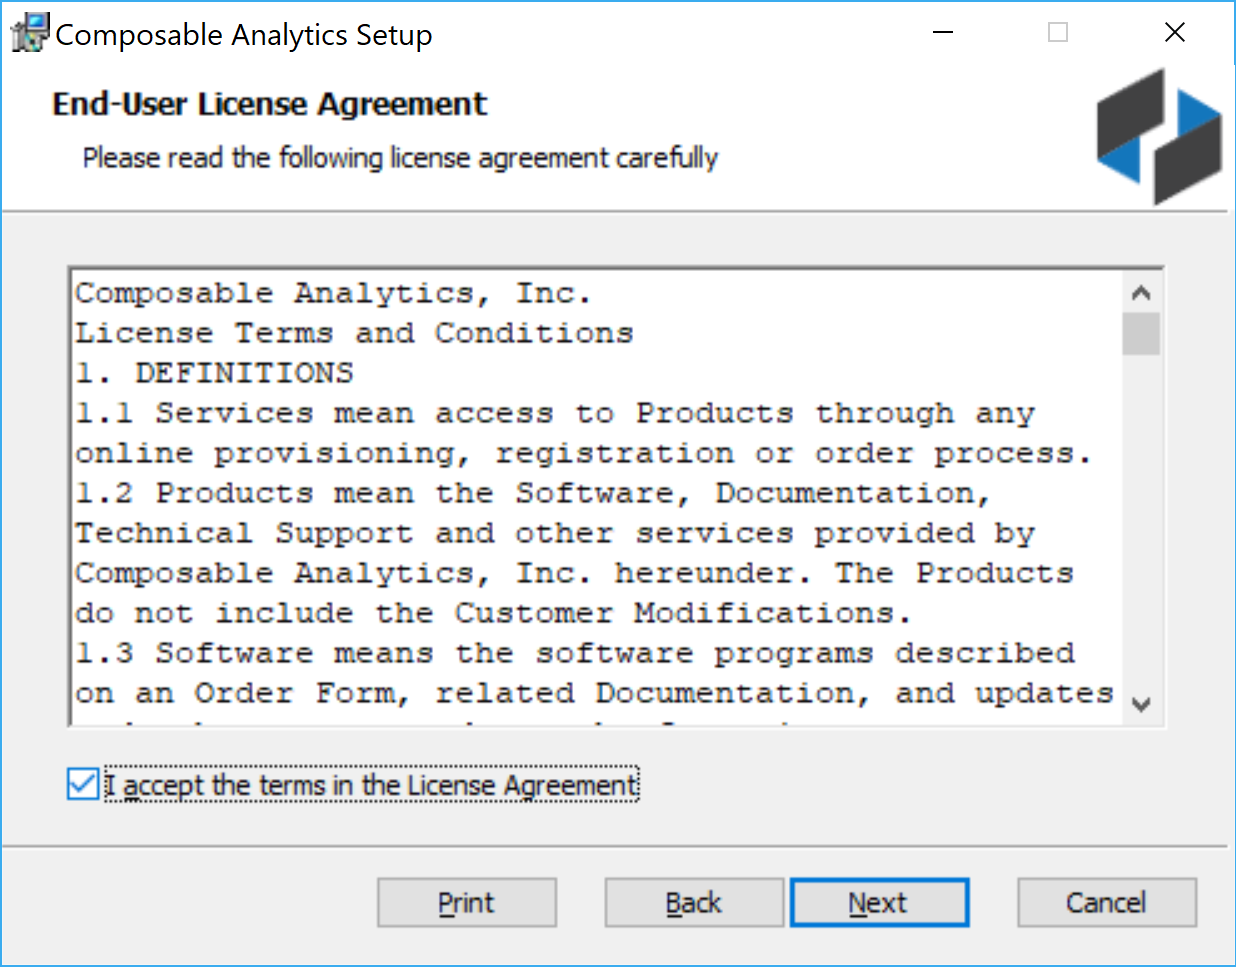 Composable Analytics Setup
End-User License Agreement
Please read the following license agreement carefully
Composable Analytics, Inc.
License Terms and Conditions
1. DEFINITIONS
1.1 Services mean access to Products through any
online provisioning, registration or order process.
1.2 Products mean the Software, Documentation,
Technical Support and other services provided by
Composable Analytics, Inc. hereunder. The Products
do not include the Customer Modifications.
1.3 Software means the software programs described
on an Order Form, related Documentation, and updates
I accept the terms in the License Agreement
Print
Back
Next
Cancel